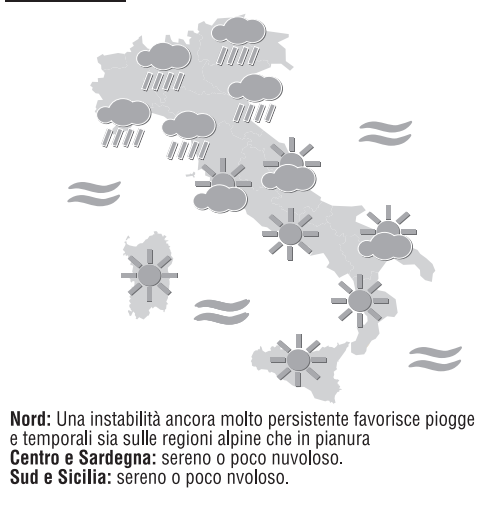 Nord: Una instabilità ancora molto persistente favorisce piogge
e temporali sia sulle regioni alpine che in pianura
Centro e Sardegna: sereno o poco nuvoloso.
Sud e Sicilia: sereno o poco nvoloso.